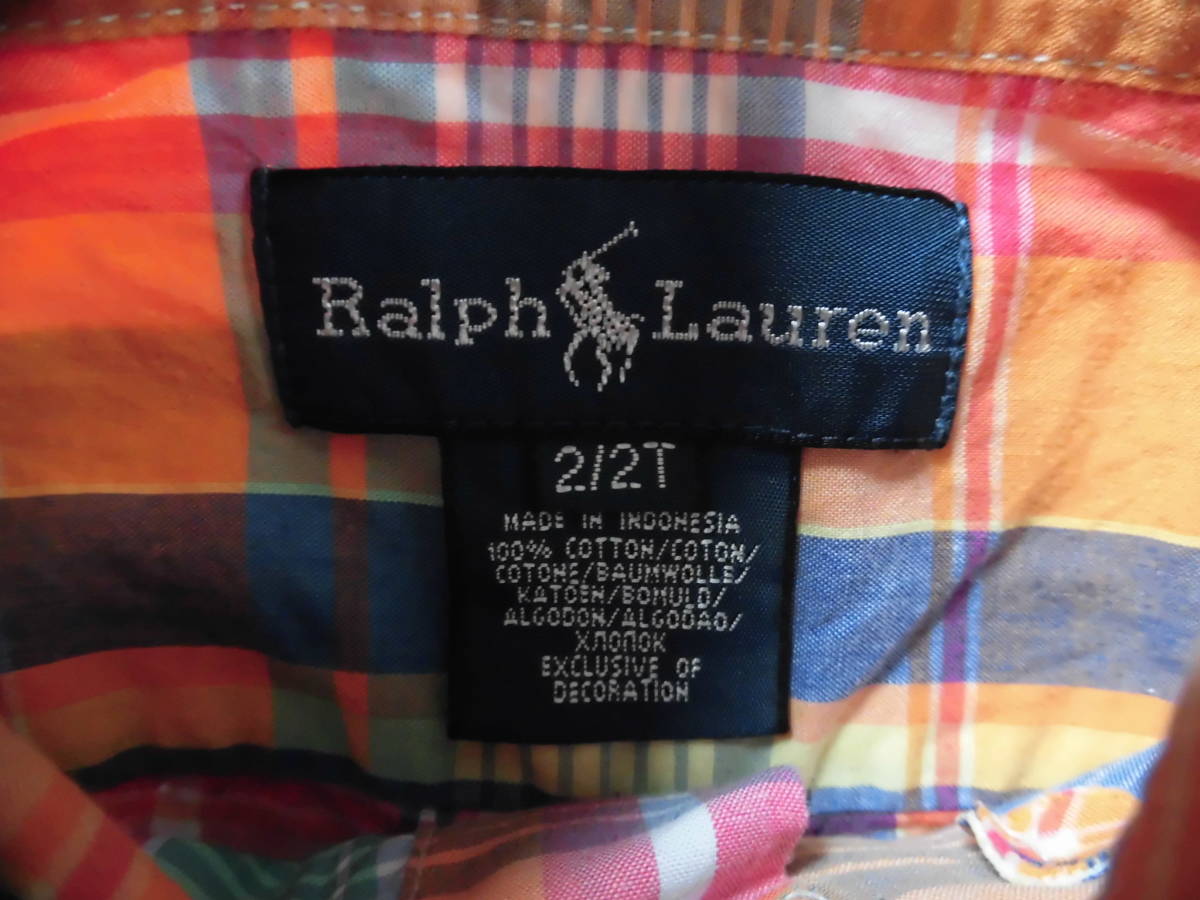 Ralph Lauren
2/2T
MADE IN INDONESIA
100% COTTON/COTON/
COTONE/BAUMWOLLE/
KATOEN/BOMULD/
ALGODON/ALGODAO/
ХЛОПОК
EXCLUSIVE OF
DECORATION